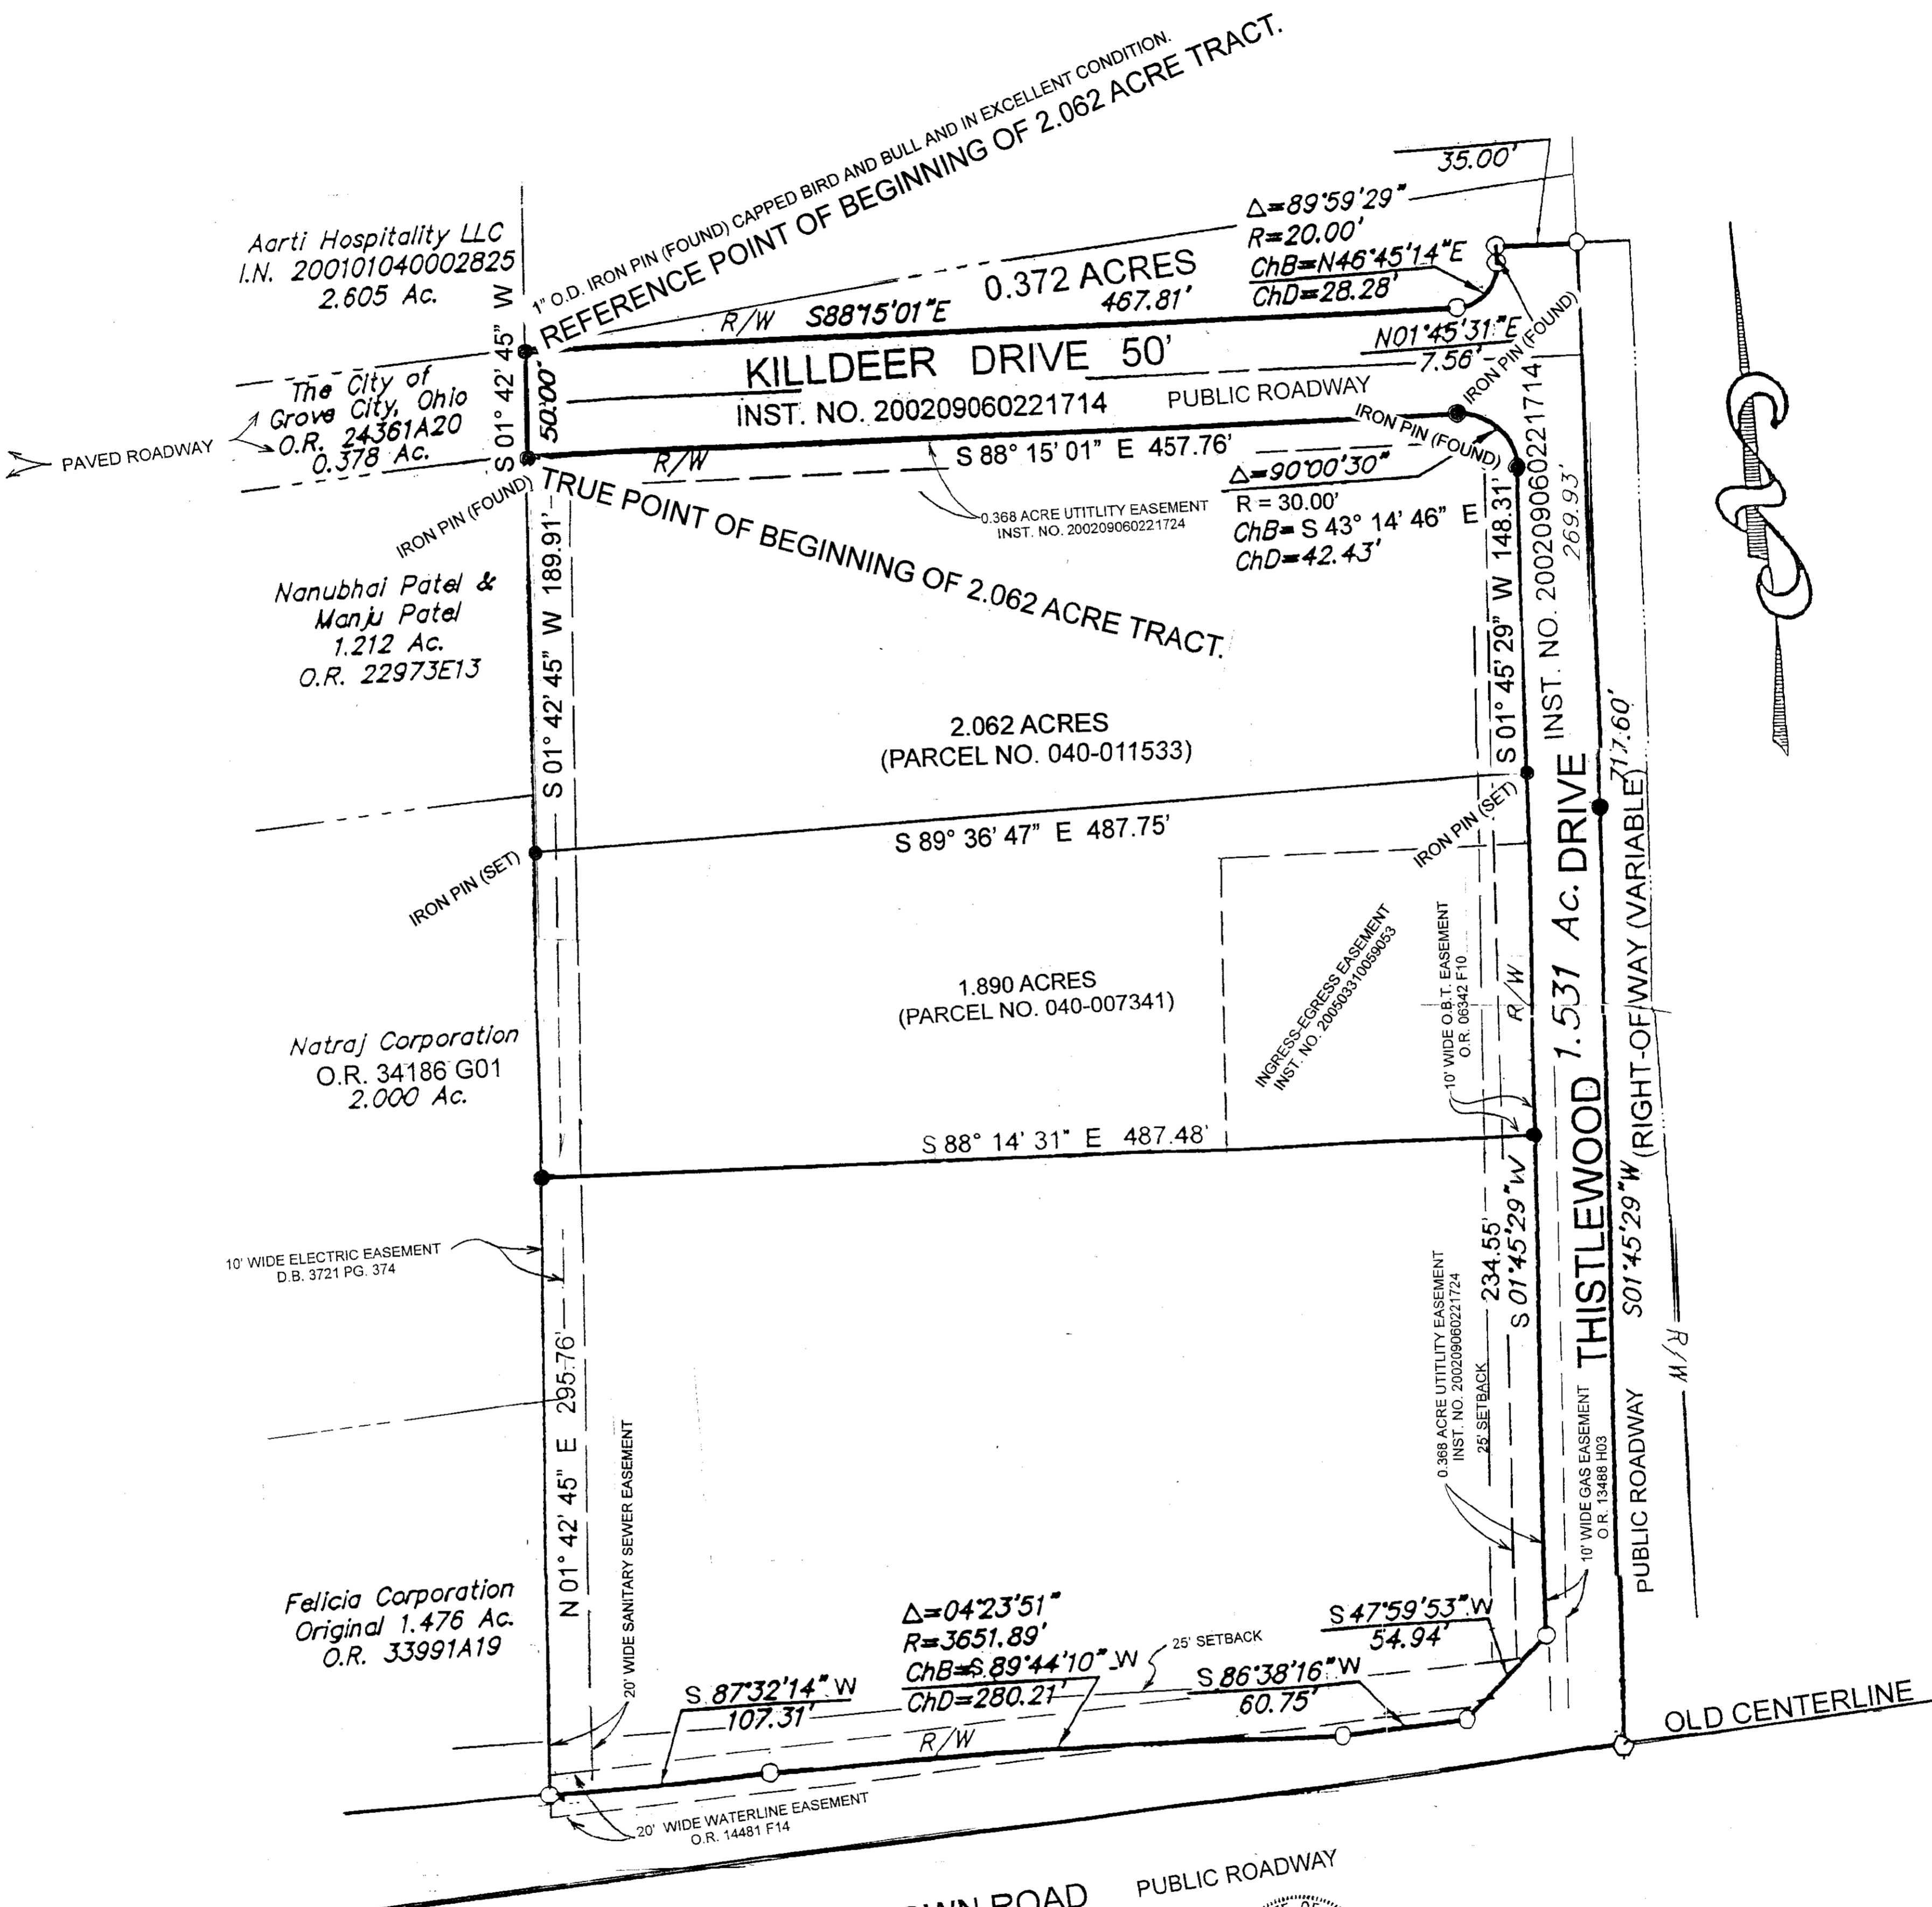 1" O.D. IRON PIN (FOUND) CAPPED BIRD AND BULL AND IN EXCELLENT CONDITION.
REFERENCE POINT OF BEGINNING OF 2.062 ACRE TRACT.
35.00'
Aarti Hospitality LLC
I.N. 200101040002825
2.605 Ac.
S 01° 42' 45" W
50.00'
Δ=89°59'29"
R=20.00'
ChB=N46°45'14"E
ChD=28.28'
0.372 ACRES
R/W S88°15'01"E 467.81'
KILLDEER DRIVE 50'
INST. NO. 200209060221714
PUBLIC ROADWAY
N01°45'31"E
7.56'
IRON PIN (FOUND)
IRON PIN (FOUND)
The City of
Grove City, Ohio
O.R. 24361A20
0.378 Ac.
PAVED ROADWAY
R/W
S 88° 15' 01" E 457.76'
IRON PIN (FOUND)
TRUE POINT OF BEGINNING OF 2.062 ACRE TRACT.
0.368 ACRE UTITLITY EASEMENT
INST. NO. 200209060221724
Δ=90°00'30"
R = 30.00'
ChB= S 43° 14' 46" E
ChD=42.43'
S 01° 45' 29" W 148.31'
INST. NO. 200209060221714
269.93'
Nanubhai Patel &
Manju Patel
1.212 Ac.
O.R. 22973E13
S 01° 42' 45" W 189.91'
2.062 ACRES
(PARCEL NO. 040-011533)
717.60'
S 89° 36' 47" E 487.75'
IRON PIN (SET)
IRON PIN (SET)
1.890 ACRES
(PARCEL NO. 040-007341)
INGRESS-EGRESS EASEMENT
INST. NO. 200503310059053
10' WIDE O.B.T. EASEMENT
O.R. 06342 F10
R/W
THISTLEWOOD 1.531 Ac. DRIVE
S01°45'29"W (RIGHT-OF-WAY (VARIABLE)
R/W
Natraj Corporation
O.R. 34186 G01
2.000 Ac.
S 88° 14' 31" E 487.48'
10' WIDE ELECTRIC EASEMENT
D.B. 3721 PG. 374
234.55'
S 01°45'29"W
0.368 ACRE UTITLITY EASEMENT
INST. NO. 200209060221724
25' SETBACK
10' WIDE GAS EASEMENT
O.R. 13488 H03
PUBLIC ROADWAY
N 01° 42' 45" E 295.76'
20' WIDE SANITARY SEWER EASEMENT
Felicia Corporation
Original 1.476 Ac.
O.R. 33991A19
Δ=04°23'51"
R=3651.89'
ChB=S 89°44'10" W
ChD=280.21'
25' SETBACK
S 47°59'53" W
54.94'
S 87°32'14" W
107.31'
S 86°38'16" W
60.75'
R/W
20' WIDE WATERLINE EASEMENT
O.R. 14481 F14
OLD CENTERLINE
ROAD
PUBLIC ROADWAY
OF